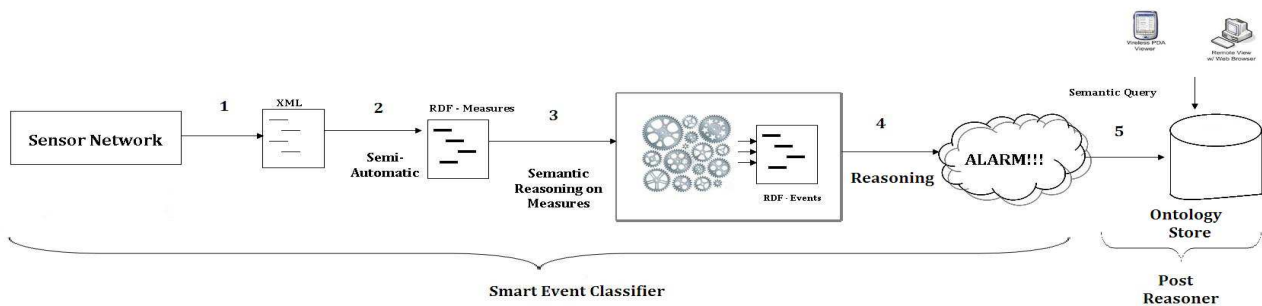 Wireless PDA
Viewer
Remote View
w/ Web Browser
1
XML
2
RDF - Measures
3
4
Semantic Query
5
Sensor Network
Semi-
Automatic
Semantic
Reasoning on
Measures
RDF - Events
Reasoning
ALARM!!!
Ontology
Store
Smart Event Classifier
Post
Reasoner